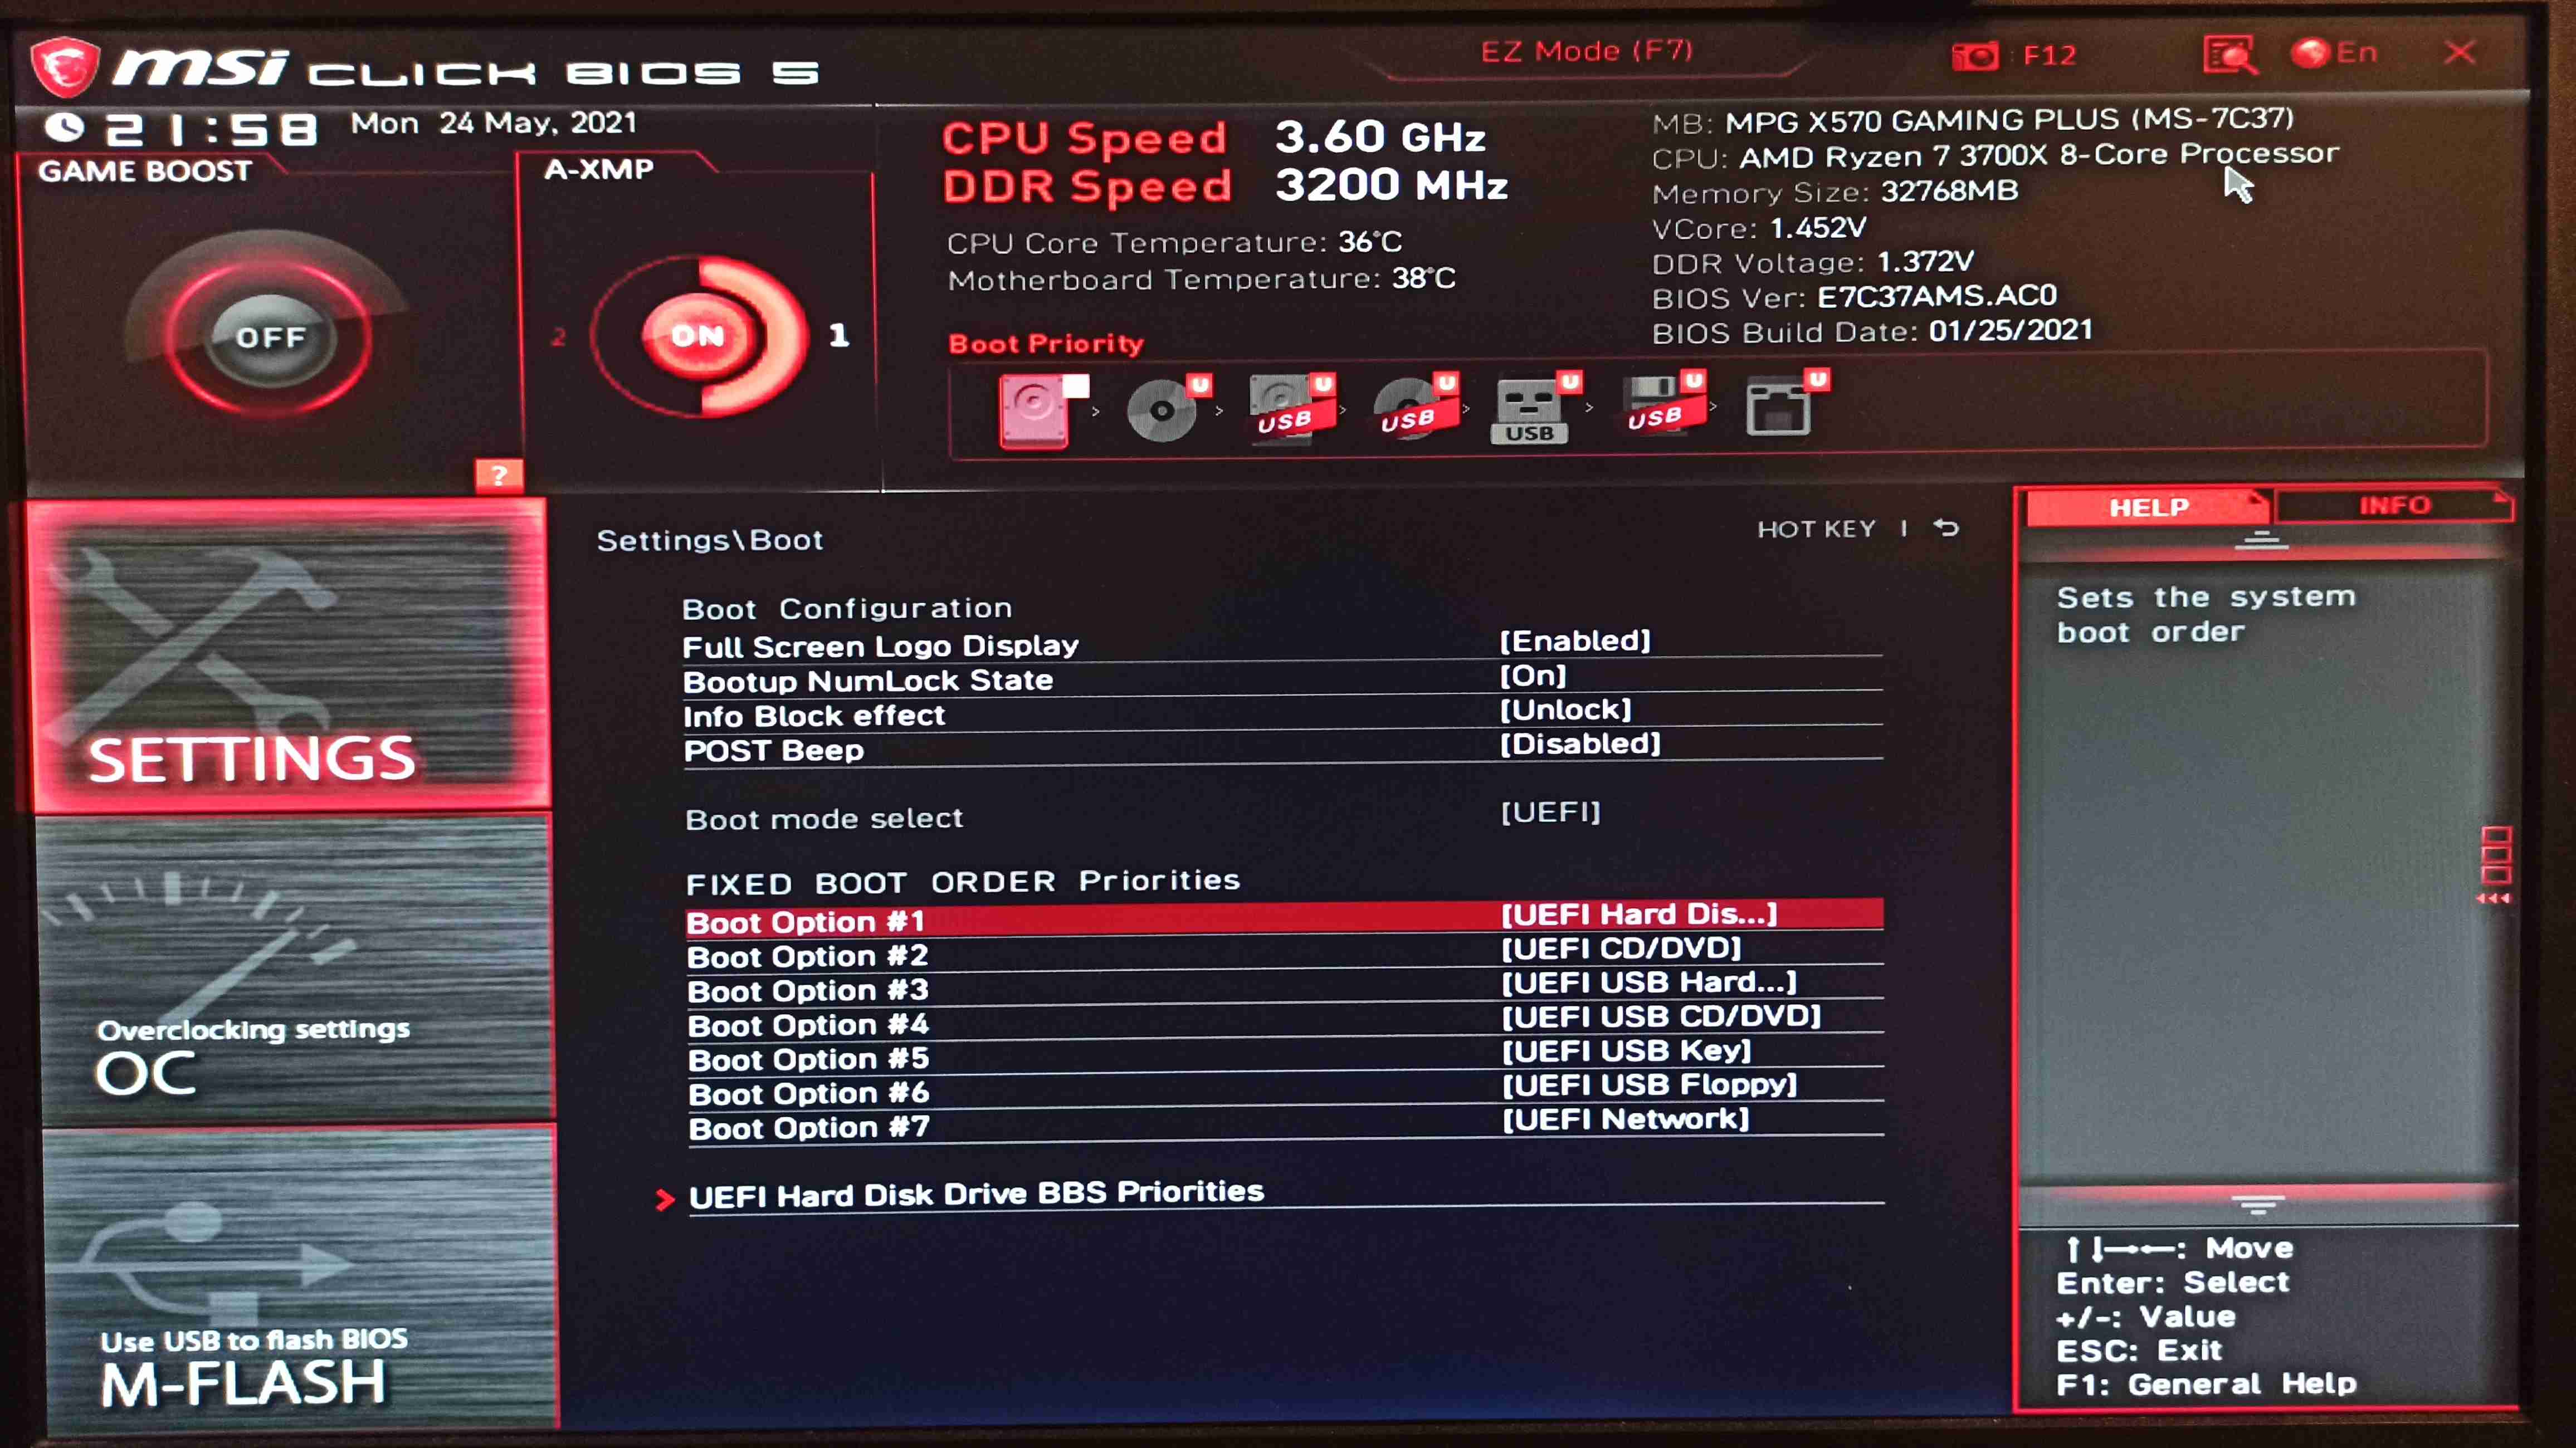 msi CLICK BIOS 5
EZ Mode (F7)
: F12
En
21:58 Mon 24 May, 2021
GAME BOOST
OFF
?
A-XMP
2
ON
1
CPU Speed 3.60 GHz
DDR Speed 3200 MHz
CPU Core Temperature: 36°C
Motherboard Temperature: 38°C
MB: MPG X570 GAMING PLUS (MS-7C37)
CPU: AMD Ryzen 7 3700X 8-Core Processor
Memory Size: 32768MB
VCore: 1.452V
DDR Voltage: 1.372V
BIOS Ver: E7C37AMS.AC0
BIOS Build Date: 01/25/2021
Boot Priority
U U U U U U
USB USB USB USB
SETTINGS
Overclocking settings
OC
Use USB to flash BIOS
M-FLASH
Settings\Boot
HOT KEY |
Boot Configuration
Full Screen Logo Display [Enabled]
Bootup NumLock State [On]
Info Block effect [Unlock]
POST Beep [Disabled]
Boot mode select [UEFI]
FIXED BOOT ORDER Priorities
Boot Option #1 [UEFI Hard Dis...]
Boot Option #2 [UEFI CD/DVD]
Boot Option #3 [UEFI USB Hard...]
Boot Option #4 [UEFI USB CD/DVD]
Boot Option #5 [UEFI USB Key]
Boot Option #6 [UEFI USB Floppy]
Boot Option #7 [UEFI Network]
UEFI Hard Disk Drive BBS Priorities
HELP
INFO
Sets the system
boot order
↑↓→←: Move
Enter: Select
+/-: Value
ESC: Exit
F1: General Help